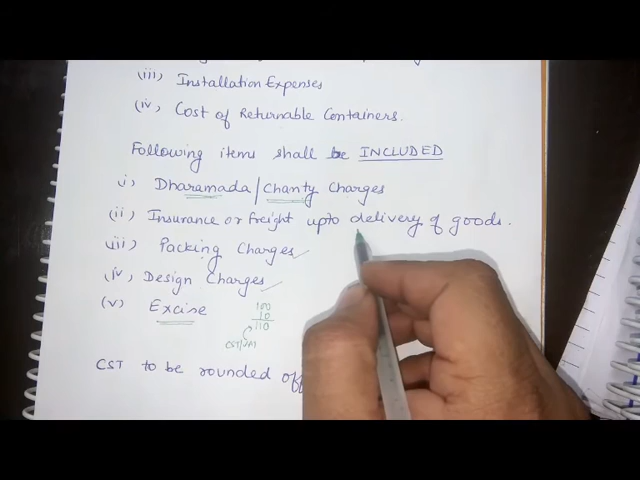 (iii) Installation Expenses
(iv) Cost of Returnable Containers.
Following items shall be INCLUDED
i) Dharamada/Charity Charges
(ii) Insurance or freight upto delivery of goods.
iii) Packing Charges
iv) Design Charges
(v) Excise
100
10
110
CST to be rounded off